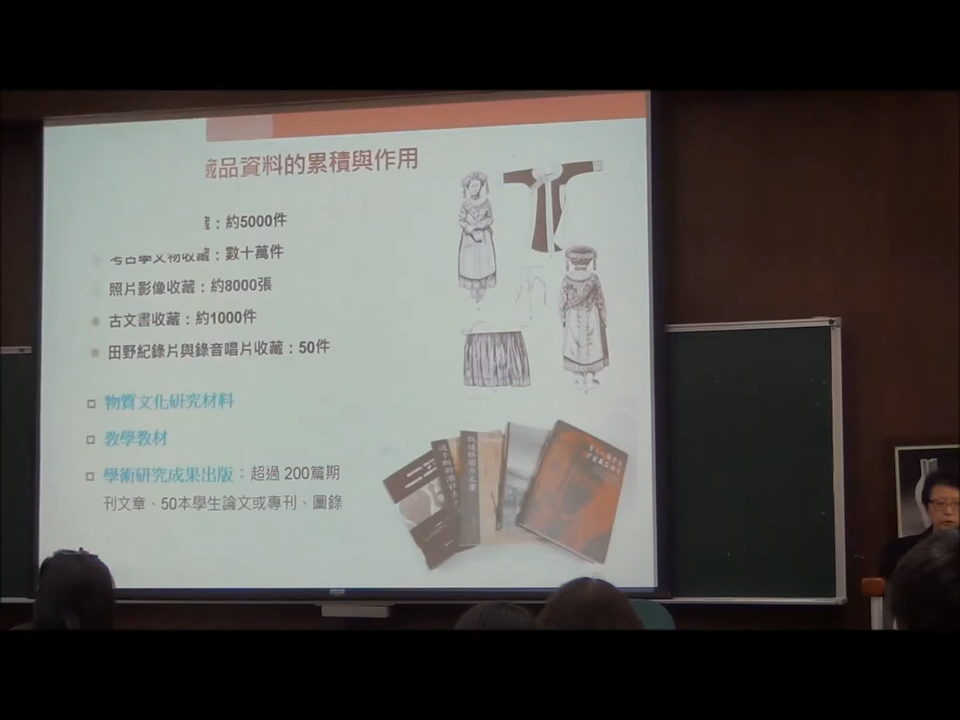 藏品資料的累積與作用
：約5000件
考古學文物收藏：數十萬件
照片影像收藏：約8000張
古文書收藏：約1000件
田野紀錄片與錄音唱片收藏：50件
物質文化研究材料
教學教材
學術研究成果出版：超過 200篇期
刊文章、50本學生論文或專刊、圖錄